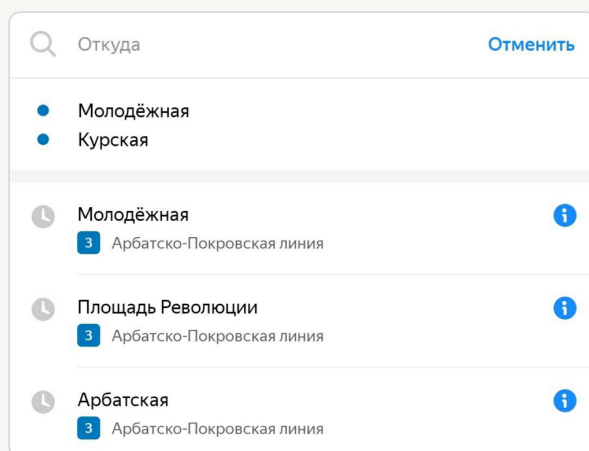 Откуда Отменить
Молодёжная
Курская
Молодёжная
3 Арбатско-Покровская линия
Площадь Революции
3 Арбатско-Покровская линия
Арбатская
3 Арбатско-Покровская линия